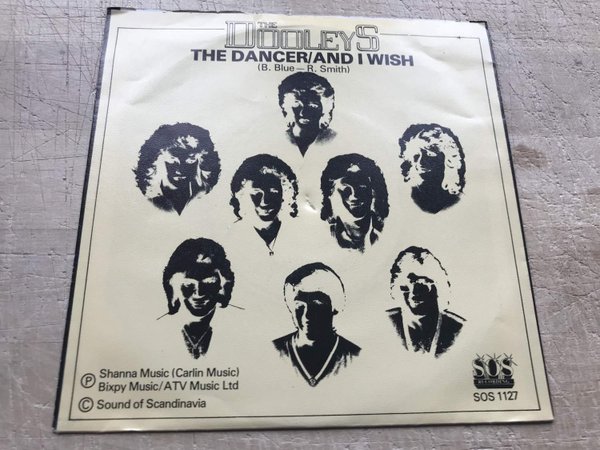 THE
DOOLEYS
THE DANCER/AND I WISH
(B. Blue — R. Smith)
Ⓟ Shanna Music (Carlin Music)
Bixpy Music/ATV Music Ltd
© Sound of Scandinavia
SOS
RECORDING
SOS 1127